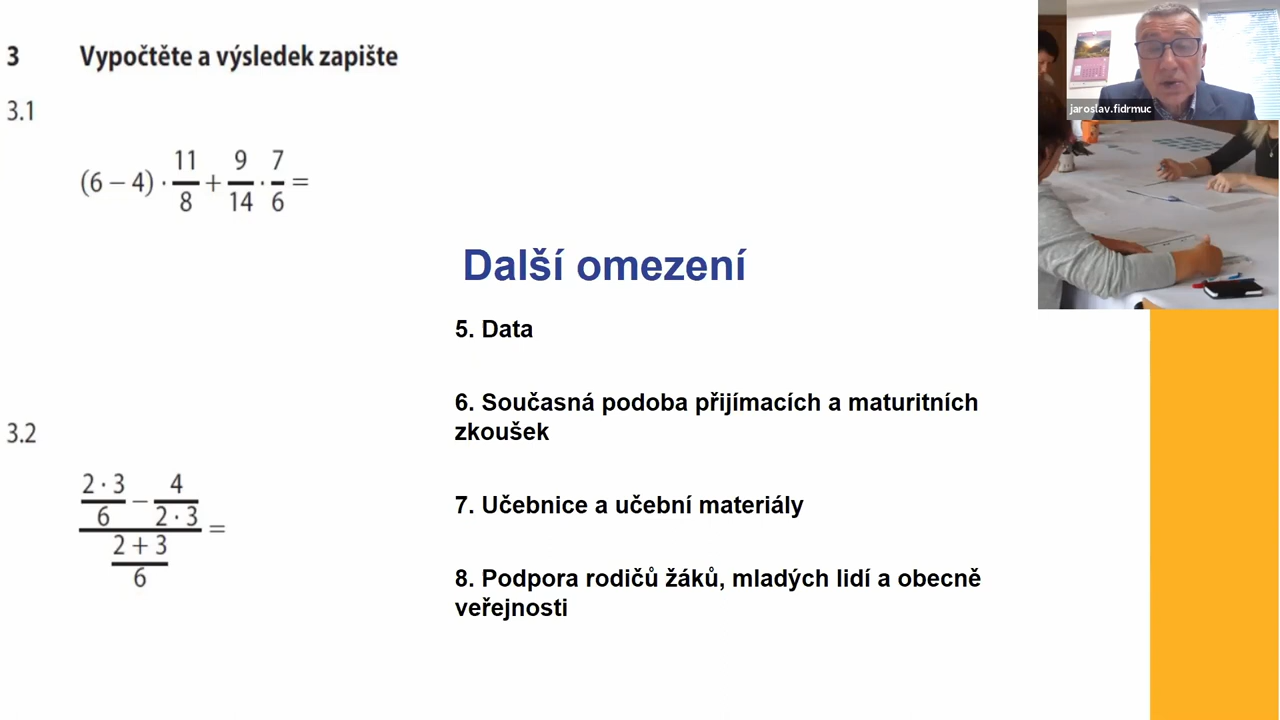 3 Vypočtěte a výsledek zapište
3.1
(6 – 4) · 11/8 + 9/14 · 7/6 =
3.2
((2 · 3)/6 – 4/(2 · 3))/((2 + 3)/6) =
Další omezení
5. Data
6. Současná podoba přijímacích a maturitních
zkoušek
7. Učebnice a učební materiály
8. Podpora rodičů žáků, mladých lidí a obecně
veřejnosti
jaroslav.fidrmuc